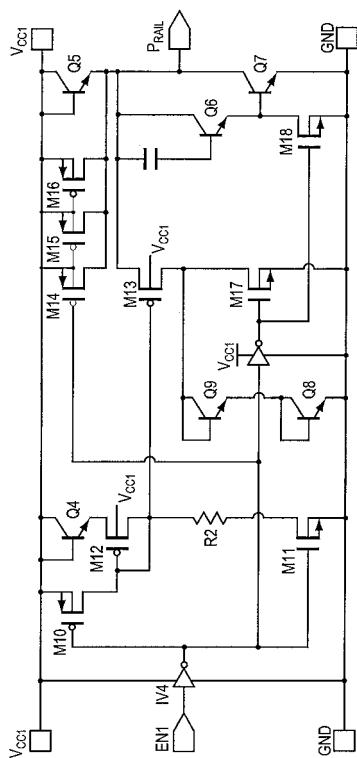 VCC1
VCC1
Q5
PRAIL
M16
M15
M14
Q4
VCC1
M12
M10
M13
VCC1
Q6
Q7
GND
M18
M17
VCC1
Q9
Q8
R2
M11
IV4
EN1
GND